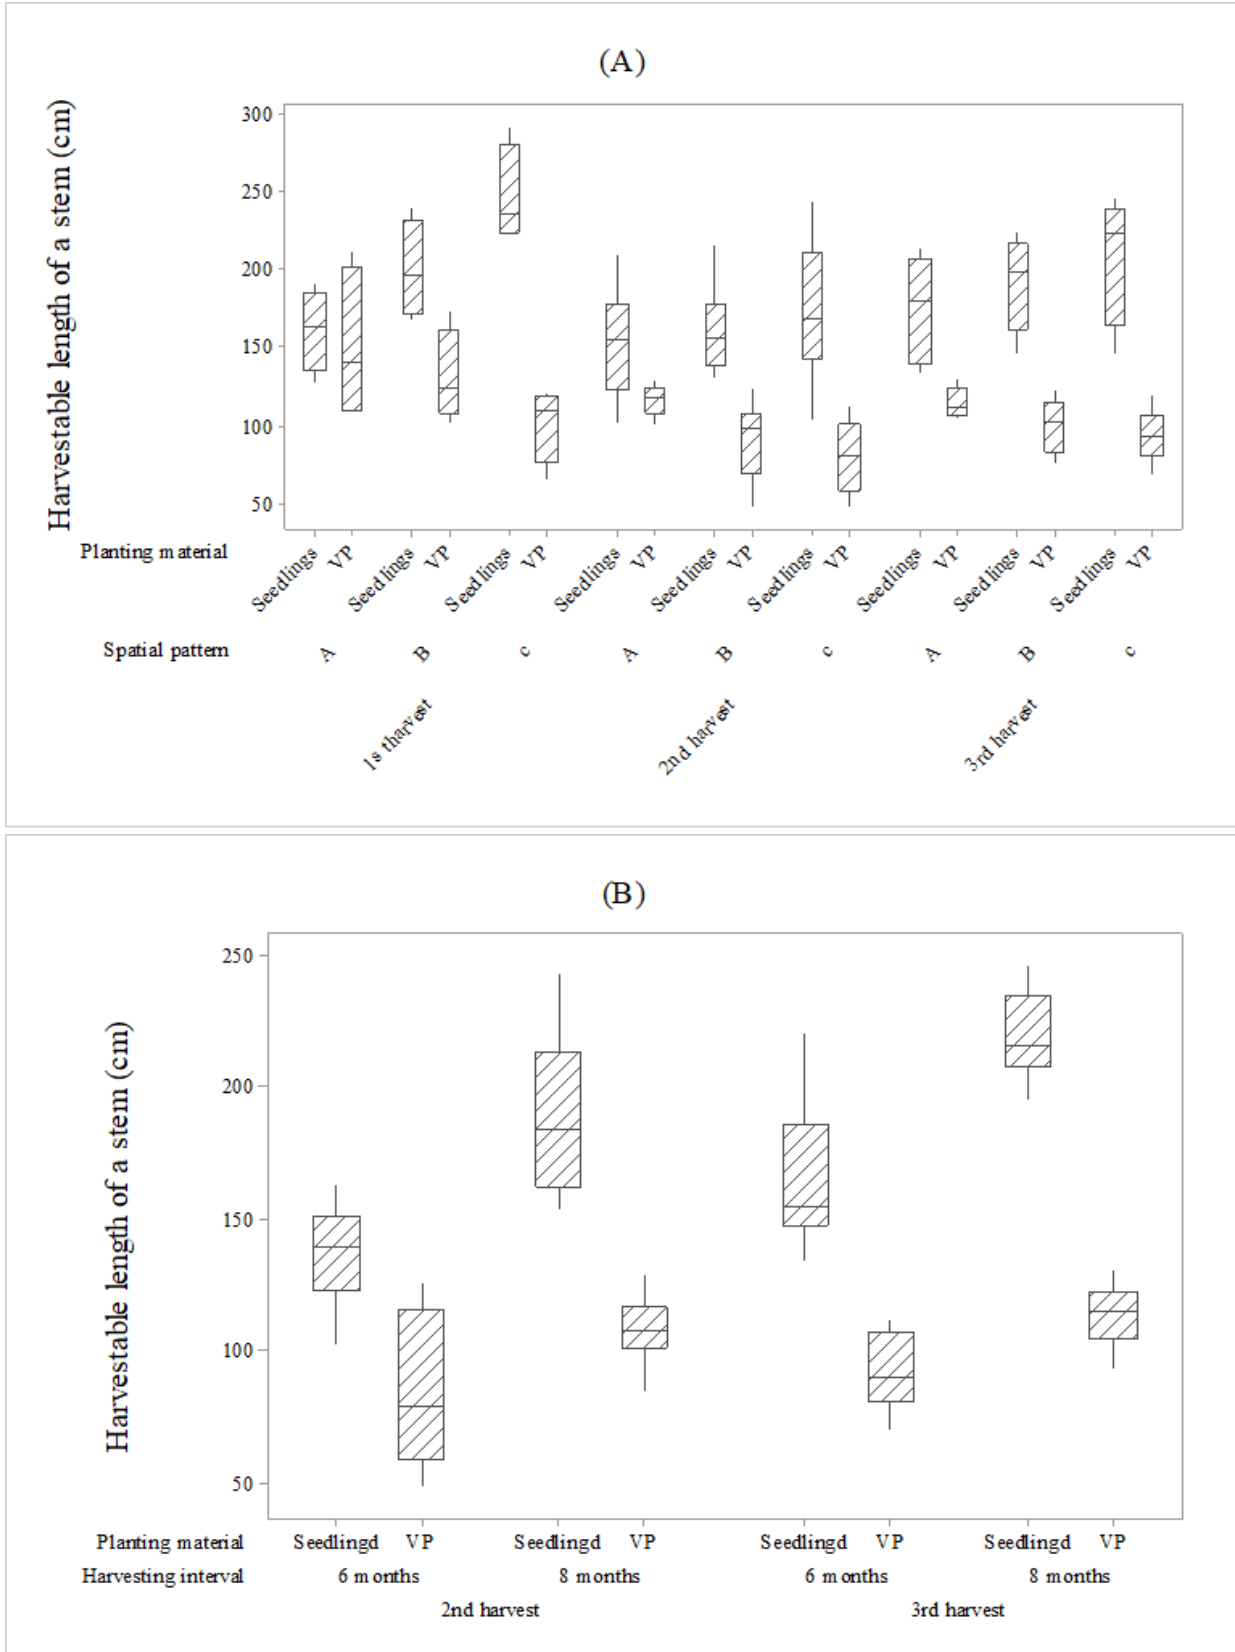 (A)
Harvestable length of a stem (cm)
300
250
200
150
100
50
Planting material
Seedlings VP Seedlings VP Seedlings VP Seedlings VP Seedlings VP Seedlings VP Seedlings VP Seedlings VP Seedlings VP
Spatial pattern
A B c A B c A B c
1s tharvest 2nd harvest 3rd harvest
(B)
Harvestable length of a stem (cm)
250
200
150
100
50
Planting material Seedlingd VP Seedlingd VP Seedlingd VP Seedlingd VP
Harvesting interval 6 months 8 months 6 months 8 months
2nd harvest 3rd harvest